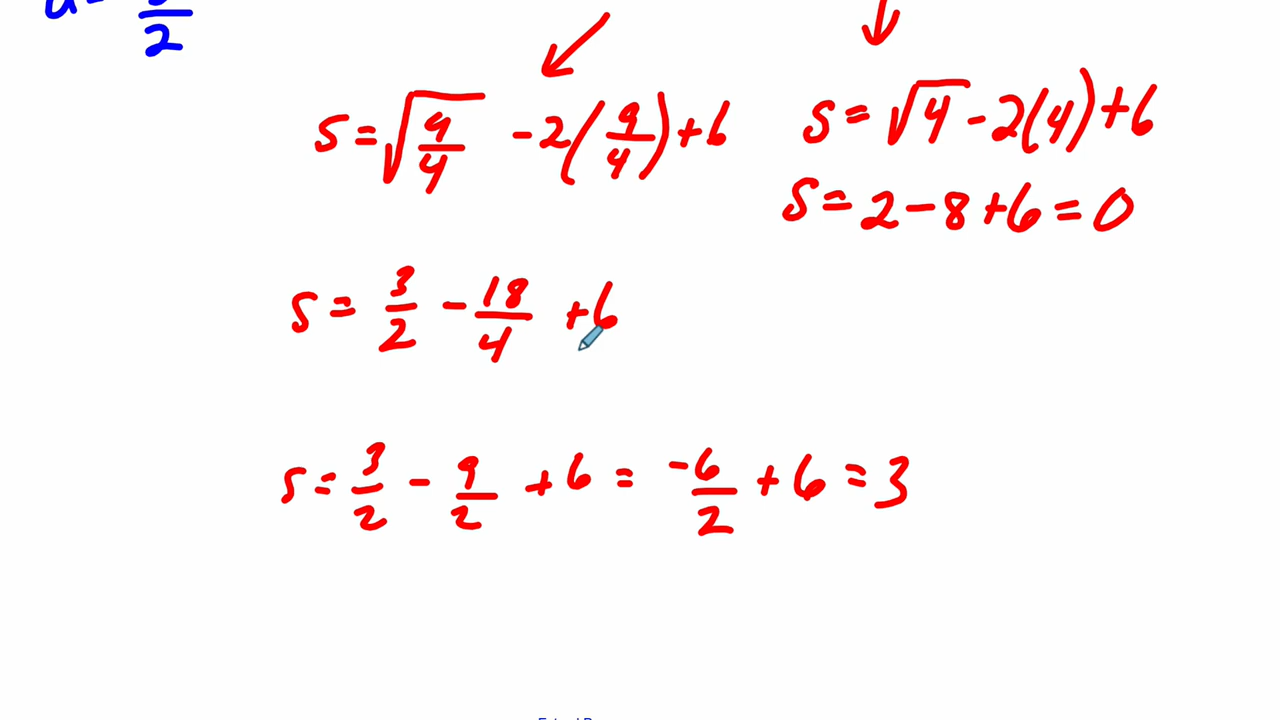 2
s = √(9/4) - 2(9/4) + 6
s = √4 - 2(4) + 6
s = 2 - 8 + 6 = 0
s = 3/2 - 18/4 + 6
s = 3/2 - 9/2 + 6 = -6/2 + 6 = 3